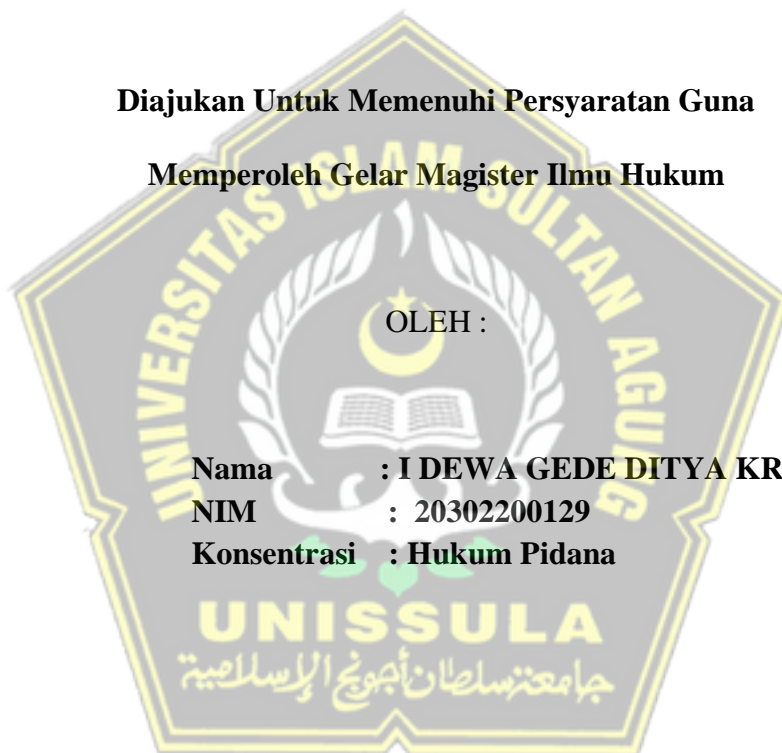 Diajukan Untuk Memenuhi Persyaratan Guna
Memperoleh Gelar Magister Ilmu Hukum
UNIVERSITAS ISLAM SULTAN AGUNG
OLEH :
Nama : I DEWA GEDE DITYA KR
NIM : 20302200129
Konsentrasi : Hukum Pidana
UNISSULA
جامعتسلطان أجونج الإسلامية